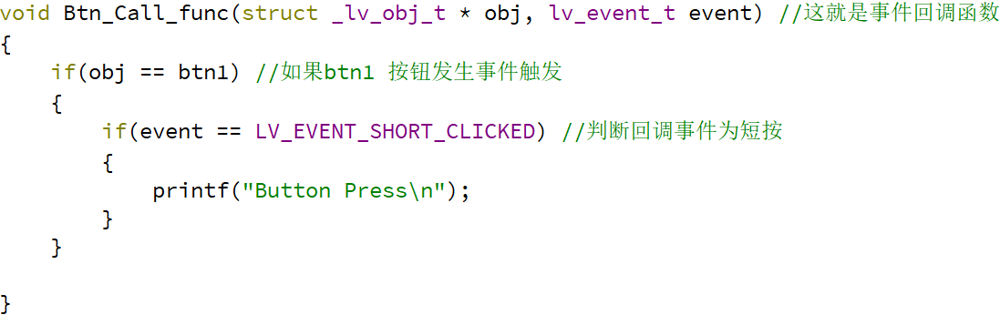 void Btn_Call_func(struct _lv_obj_t * obj, lv_event_t event) //这就是事件回调函数
{
    if(obj == btn1) //如果btn1 按钮发生事件触发
    {
        if(event == LV_EVENT_SHORT_CLICKED) //判断回调事件为短按
        {
            printf("Button Press\n");
        }
    }

}